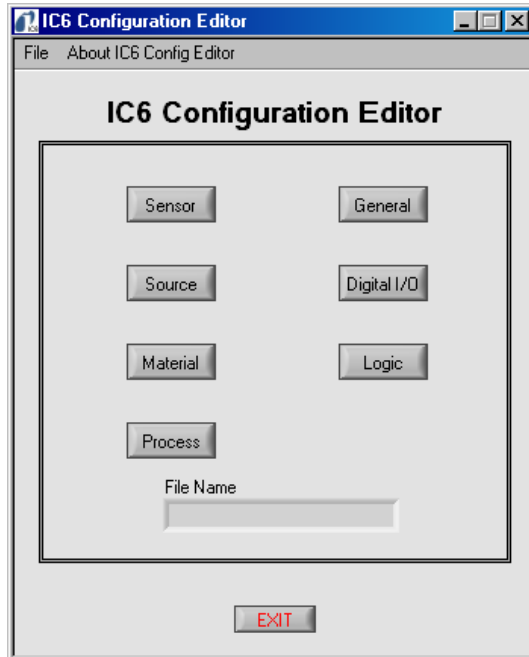 IC6 Configuration Editor
File About IC6 Config Editor
IC6 Configuration Editor
Sensor General
Source Digital I/O
Material Logic
Process
File Name
EXIT